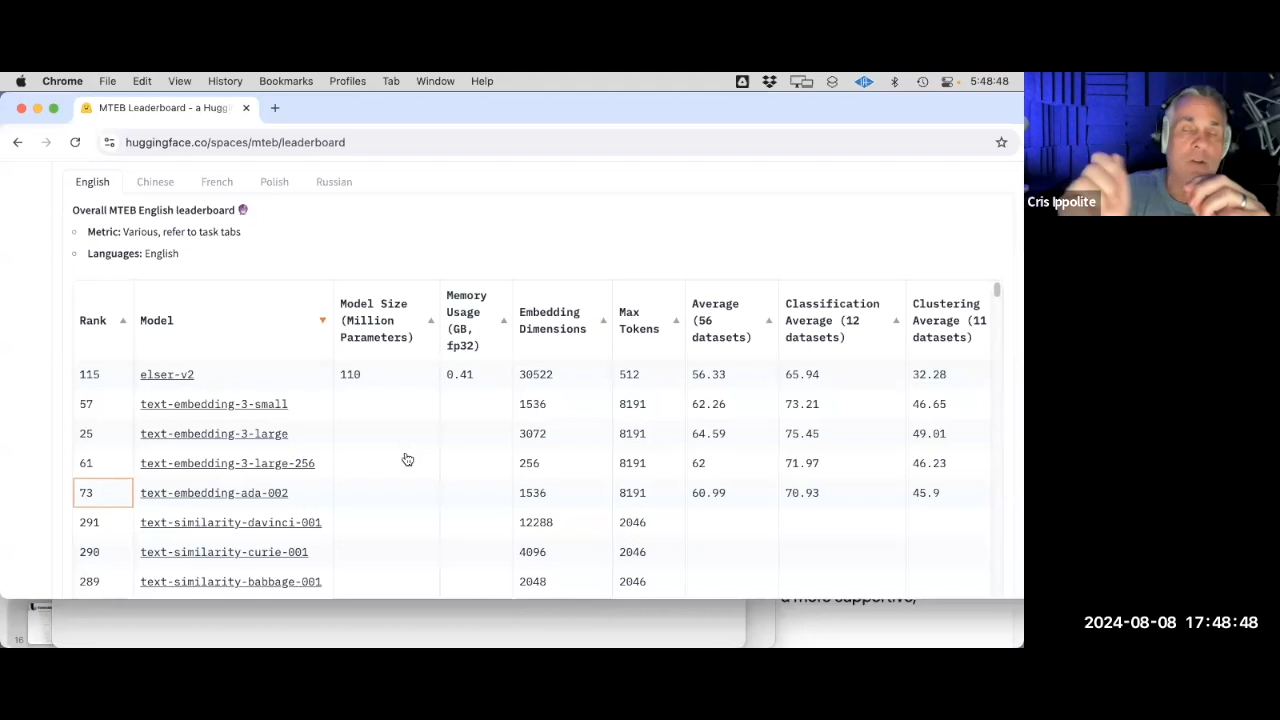 Chrome File Edit View History Bookmarks Profiles Tab Window Help 5:48:48
MTEB Leaderboard - a Huggi
huggingface.co/spaces/mteb/leaderboard
English Chinese French Polish Russian
Overall MTEB English leaderboard
Metric: Various, refer to task tabs
Languages: English
Rank Model Model Size (Million Parameters) Memory Usage (GB, fp32) Embedding Dimensions Max Tokens Average (56 datasets) Classification Average (12 datasets) Clustering Average (11 datasets)
115 elser-v2 110 0.41 30522 512 56.33 65.94 32.28
57 text-embedding-3-small 1536 8191 62.26 73.21 46.65
25 text-embedding-3-large 3072 8191 64.59 75.45 49.01
61 text-embedding-3-large-256 256 8191 62 71.97 46.23
73 text-embedding-ada-002 1536 8191 60.99 70.93 45.9
291 text-similarity-davinci-001 12288 2046
290 text-similarity-curie-001 4096 2046
289 text-similarity-babbage-001 2048 2046
a more supportive,
16
Cris Ippolite
2024-08-08 17:48:48